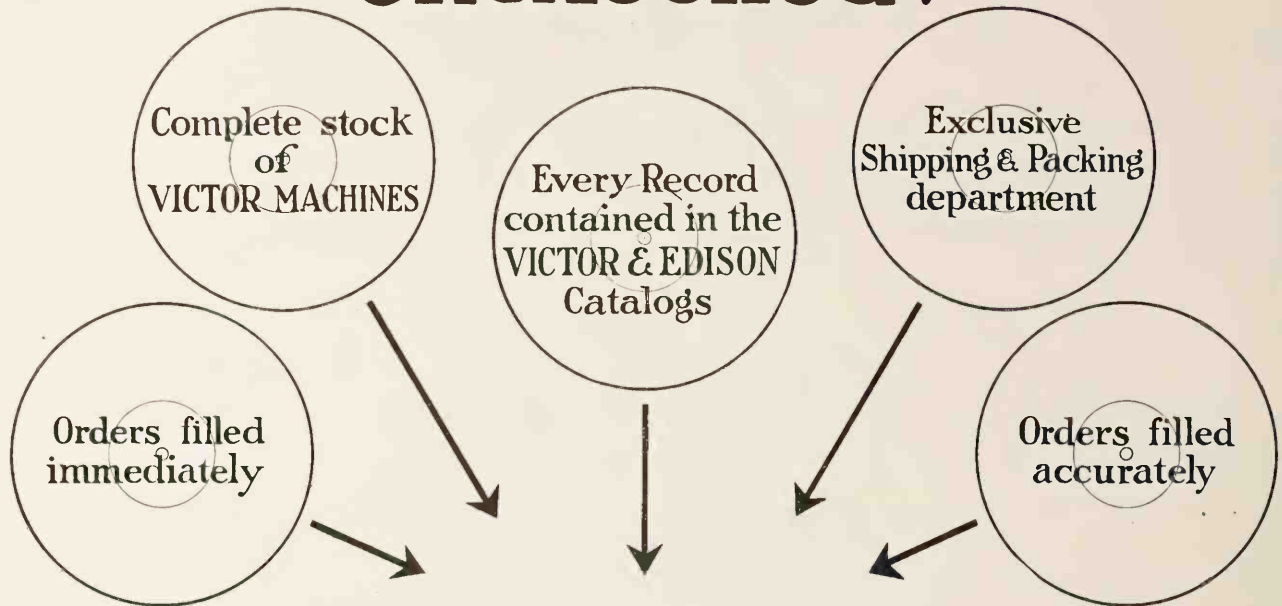 Complete stock
of
VICTOR MACHINES
Every Record
contained in the
VICTOR & EDISON
Catalogs
Exclusive
Shipping & Packing
department
Orders filled
immediately
Orders filled
accurately